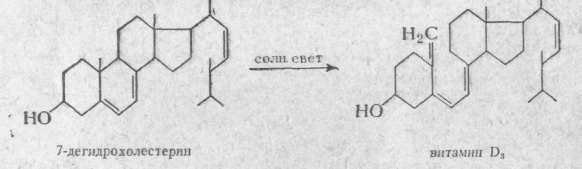 H₂C
солн. свет
HO
HO
7-дегидрохолестерин
витамин D₃